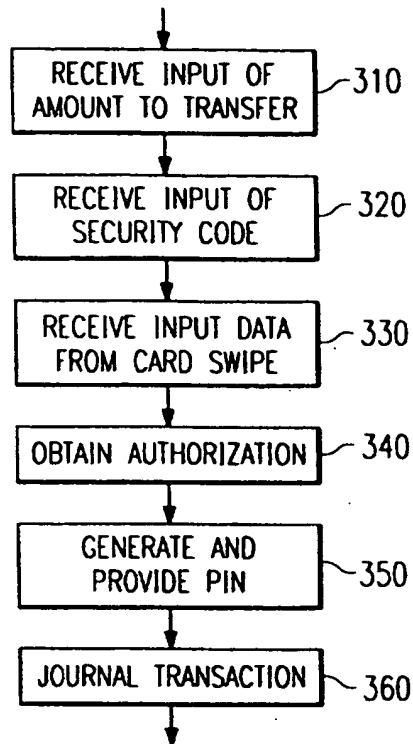 RECEIVE INPUT OF
AMOUNT TO TRANSFER
310
RECEIVE INPUT OF
SECURITY CODE
320
RECEIVE INPUT DATA
FROM CARD SWIPE
330
OBTAIN AUTHORIZATION
340
GENERATE AND
PROVIDE PIN
350
JOURNAL TRANSACTION
360